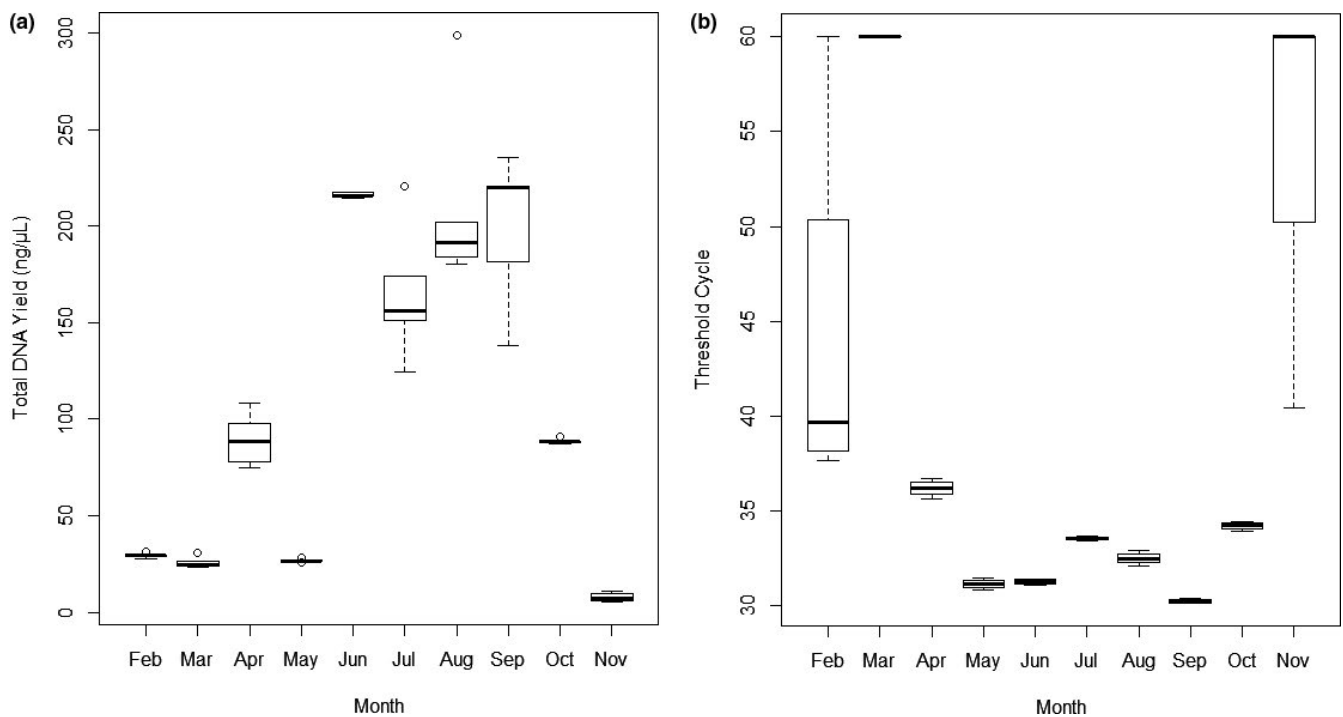 (a)
Total DNA Yield (ng/µL)
300
250
200
150
100
50
0
Feb Mar Apr May Jun Jul Aug Sep Oct Nov
Month
(b)
Threshold Cycle
60
55
50
45
40
35
30
Feb Mar Apr May Jun Jul Aug Sep Oct Nov
Month